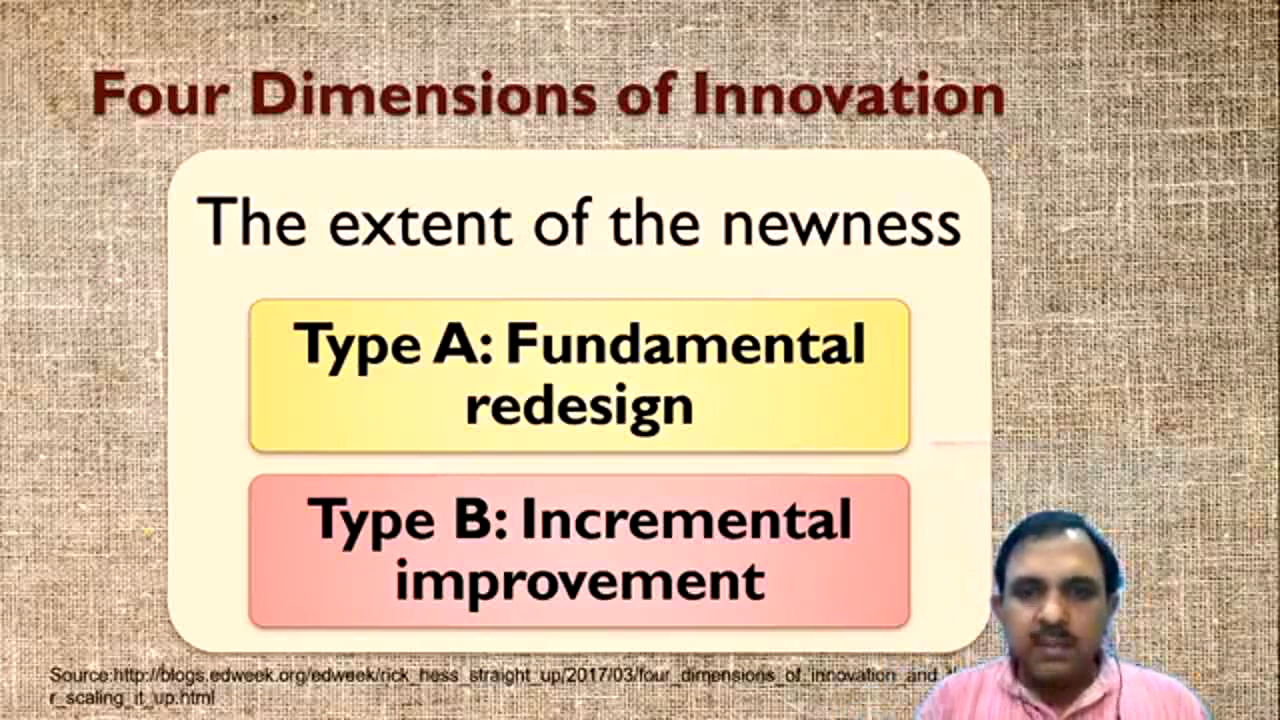 Four Dimensions of Innovation
The extent of the newness
Type A: Fundamental
redesign
Type B: Incremental
improvement
Source:http://blogs.edweek.org/edweek/rick_hess_straight_up/2017/03/four_dimensions_of_innovation_and_
r_scaling_it_up.html